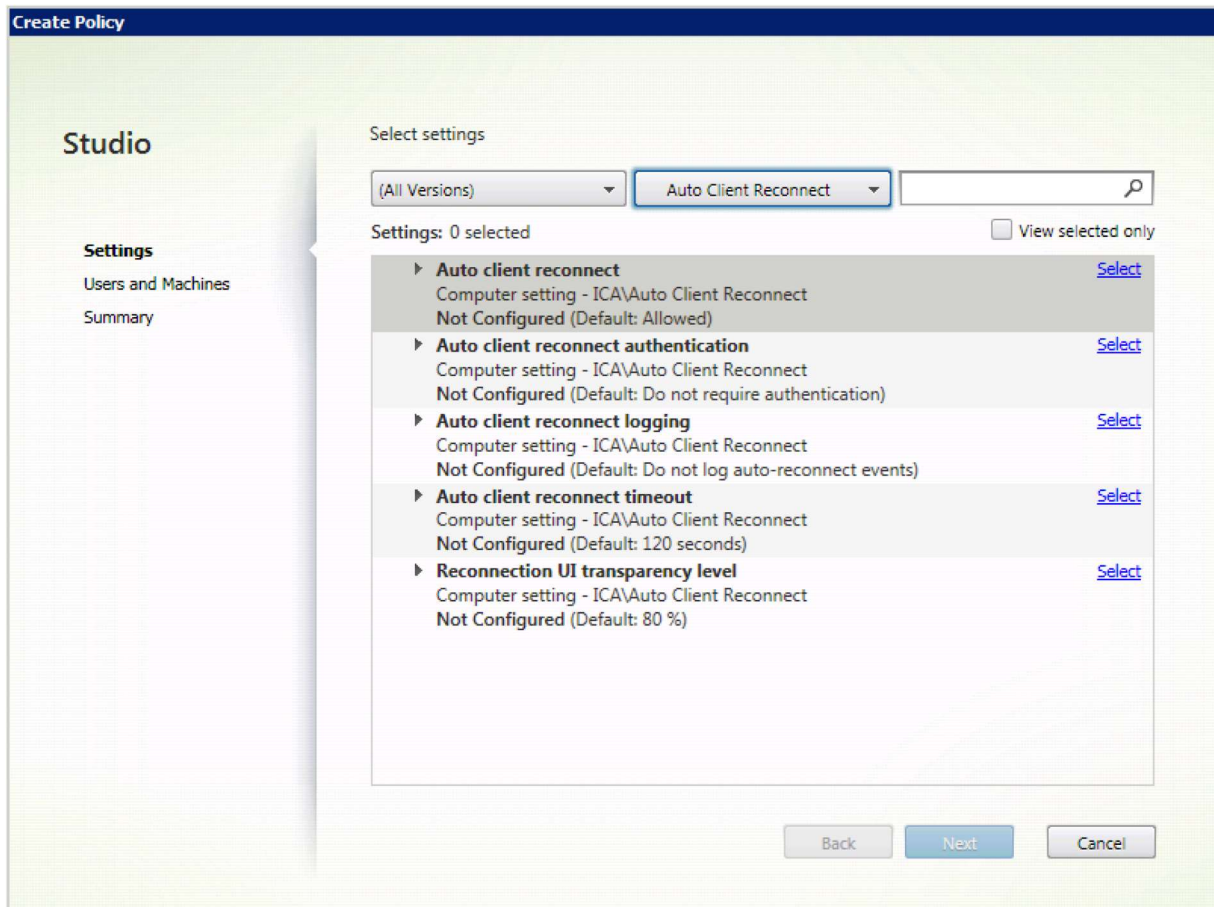 Create Policy
Studio
Settings
Users and Machines
Summary
Select settings
(All Versions)
Auto Client Reconnect
Settings: 0 selected
View selected only
Auto client reconnect
Select
Computer setting - ICA\Auto Client Reconnect
Not Configured (Default: Allowed)
Auto client reconnect authentication
Select
Computer setting - ICA\Auto Client Reconnect
Not Configured (Default: Do not require authentication)
Auto client reconnect logging
Select
Computer setting - ICA\Auto Client Reconnect
Not Configured (Default: Do not log auto-reconnect events)
Auto client reconnect timeout
Select
Computer setting - ICA\Auto Client Reconnect
Not Configured (Default: 120 seconds)
Reconnection UI transparency level
Select
Computer setting - ICA\Auto Client Reconnect
Not Configured (Default: 80 %)
Back
Next
Cancel